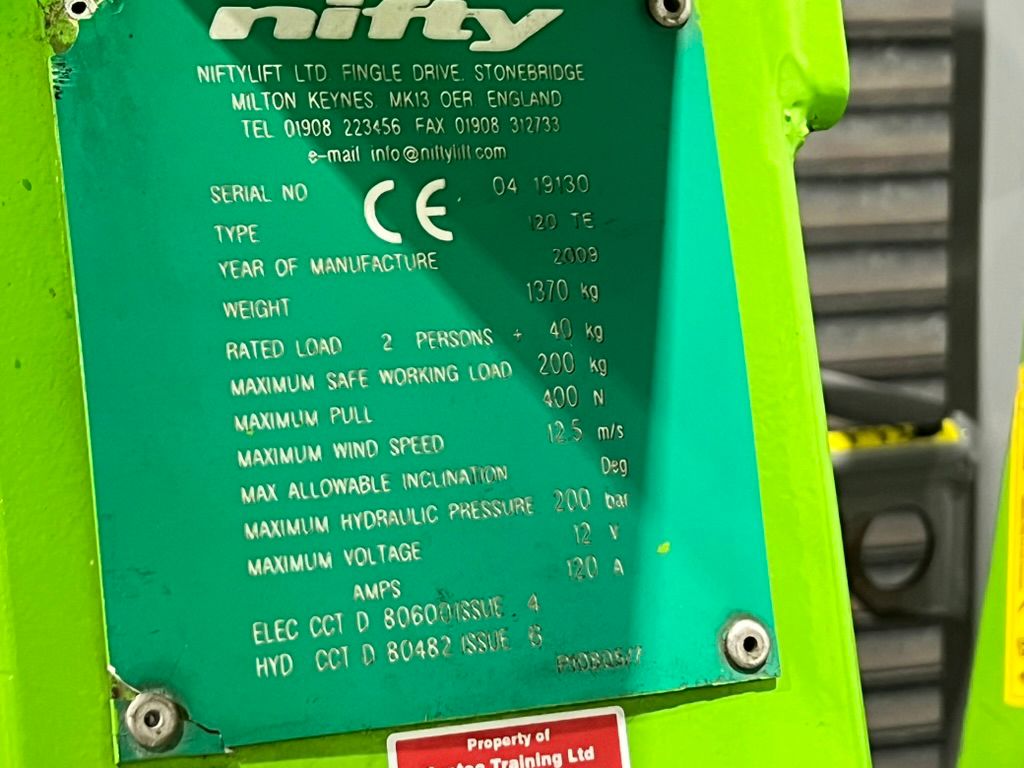 nifty
NIFTYLIFT LTD. FINGLE DRIVE. STONEBRIDGE
MILTON KEYNES. MK13 OER ENGLAND
TEL 01908 223456 FAX 01908 312733
e-mail info@niftylift.com
SERIAL NO CE 04 19130
TYPE 120 TE
YEAR OF MANUFACTURE 2009
WEIGHT 1370 kg
RATED LOAD 2 PERSONS + 40 kg
MAXIMUM SAFE WORKING LOAD 200 kg
MAXIMUM PULL 400 N
MAXIMUM WIND SPEED 12.5 m/s
MAX ALLOWABLE INCLINATION Deg
MAXIMUM HYDRAULIC PRESSURE 200 bar
MAXIMUM VOLTAGE 12 V
AMPS 120 A
ELEC CCT D 80600 ISSUE 4
HYD CCT D 80482 ISSUE 6
Property of
Training Ltd